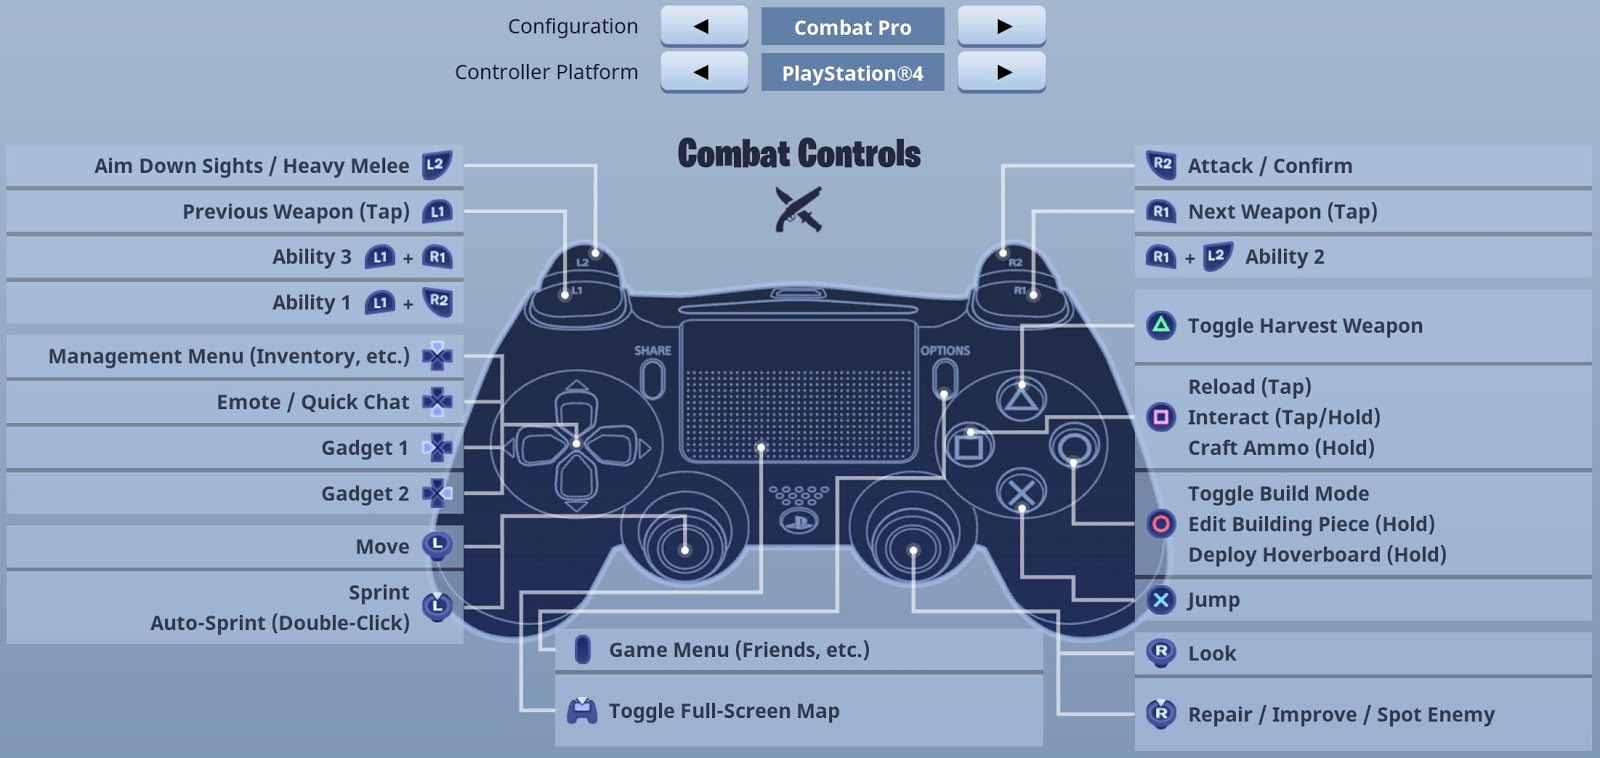 Configuration
◀
Combat Pro
▶
Controller Platform
◀
PlayStation®4
▶
Combat Controls
Aim Down Sights / Heavy Melee L2
Previous Weapon (Tap) L1
Ability 3 L1 + R1
Ability 1 L1 + R2
Management Menu (Inventory, etc.)
Emote / Quick Chat
Gadget 1
Gadget 2
Move L
Sprint
Auto-Sprint (Double-Click) L
L2
L1
SHARE
OPTIONS
R2
R1
Game Menu (Friends, etc.)
Toggle Full-Screen Map
R2 Attack / Confirm
R1 Next Weapon (Tap)
R1 + L2 Ability 2
Toggle Harvest Weapon
Reload (Tap)
Interact (Tap/Hold)
Craft Ammo (Hold)
Toggle Build Mode
Edit Building Piece (Hold)
Deploy Hoverboard (Hold)
Jump
R Look
R Repair / Improve / Spot Enemy